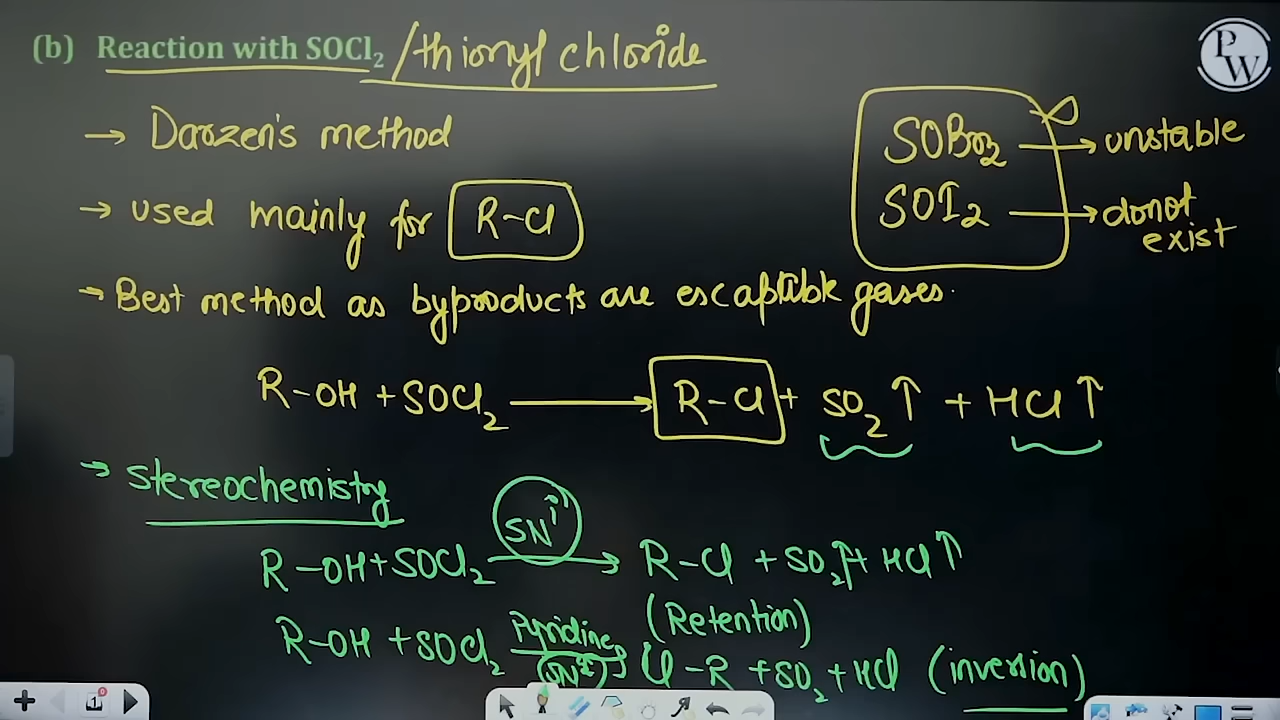 (b) Reaction with SOCl₂ /thionyl chloride
PW
→ Darzen's method
SOBr₂ → unstable
SOI₂ → donot exist
→ used mainly for R-Cl
→ Best method as byproducts are escapable gases.
R-OH + SOCl₂ → R-Cl + SO₂↑ + HCl↑
→ stereochemistry
SNⁱ
R-OH + SOCl₂ → R-Cl + SO₂↑ + HCl↑
(Retention)
R-OH + SOCl₂ Pyridine (SN²) → Cl-R + SO₂ + HCl (inversion)